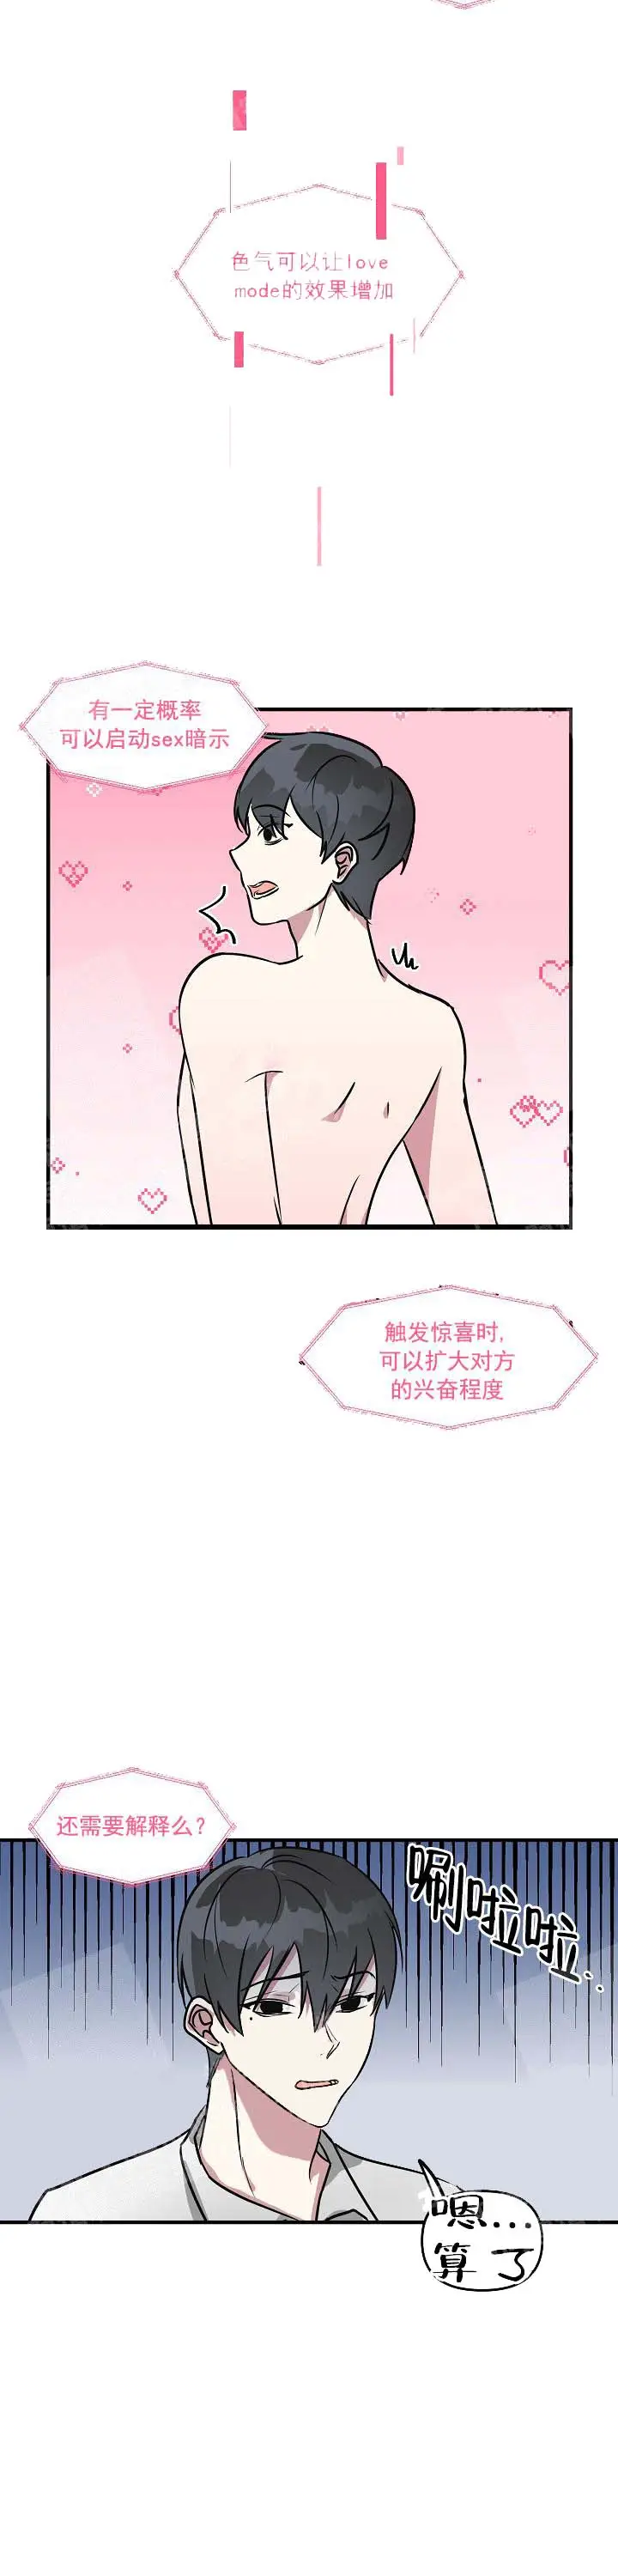 色气可以让love
mode的效果增加
有一定概率
可以启动sex暗示
触发惊喜时,
可以扩大对方
的兴奋程度
还需要解释么?
唰啦啦..
嗯...
算了